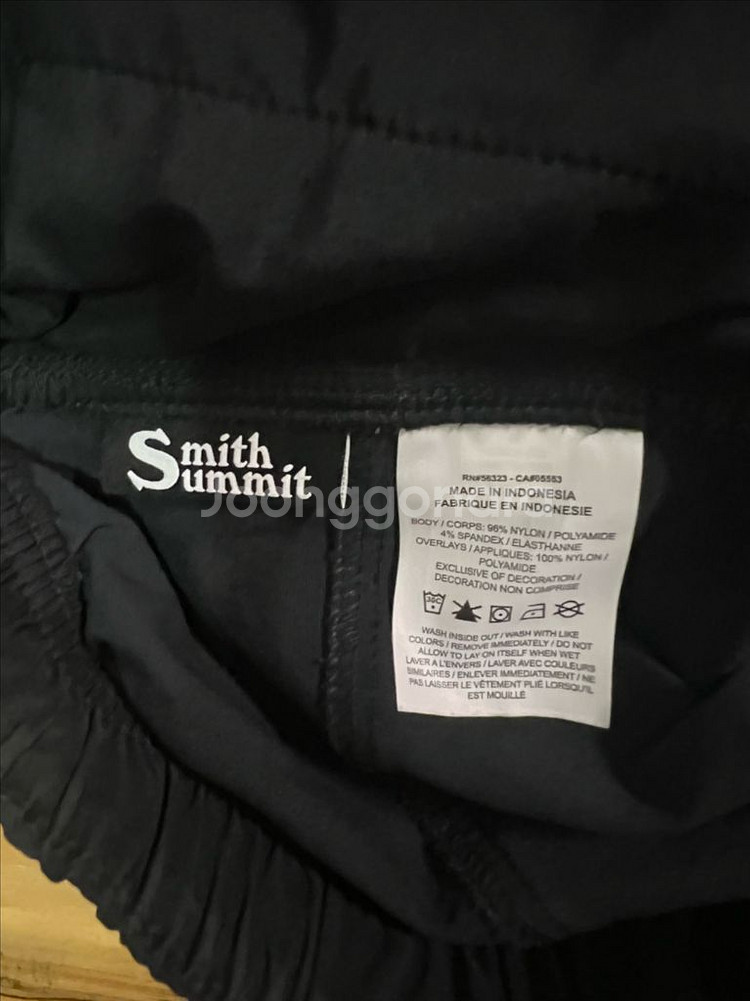 Smith
Summit
Joonggona
RN#56323 - CA#05553
MADE IN INDONESIA
FABRIQUE EN INDONESIE
BODY / CORPS: 96% NYLON / POLYAMIDE
4% SPANDEX / ELASTHANNE
OVERLAYS / APPLIQUES: 100% NYLON /
POLYAMIDE
EXCLUSIVE OF DECORATION /
DECORATION NON COMPRISE
30C
WASH INSIDE OUT / WASH WITH LIKE
COLORS / REMOVE IMMEDIATELY / DO NOT
ALLOW TO LAY ON ITSELF WHEN WET
LAVER A L'ENVERS / LAVER AVEC COULEURS
SIMILAIRES / ENLEVER IMMEDIATEMENT / NE
PAS LAISSER LE VÊTEMENT PLIÉ LORSQU'IL
EST MOUILLÉ